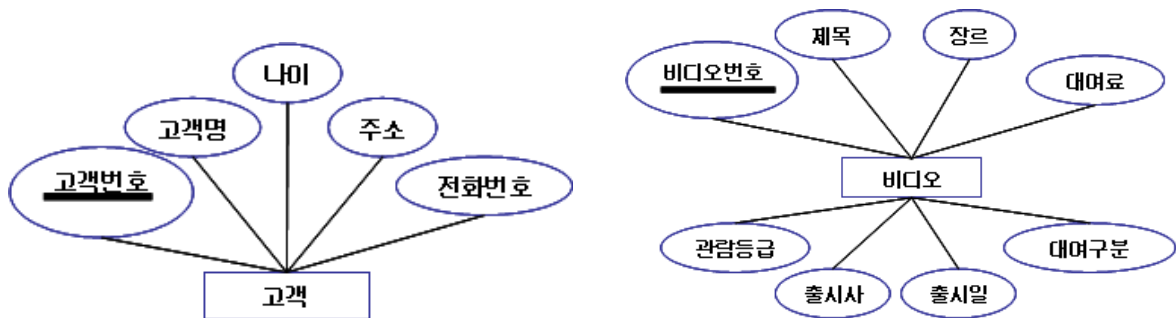 나이
고객명
주소
고객번호
전화번호
고객
제목
장르
비디오번호
대여료
비디오
관람등급
대여구분
출시사
출시일